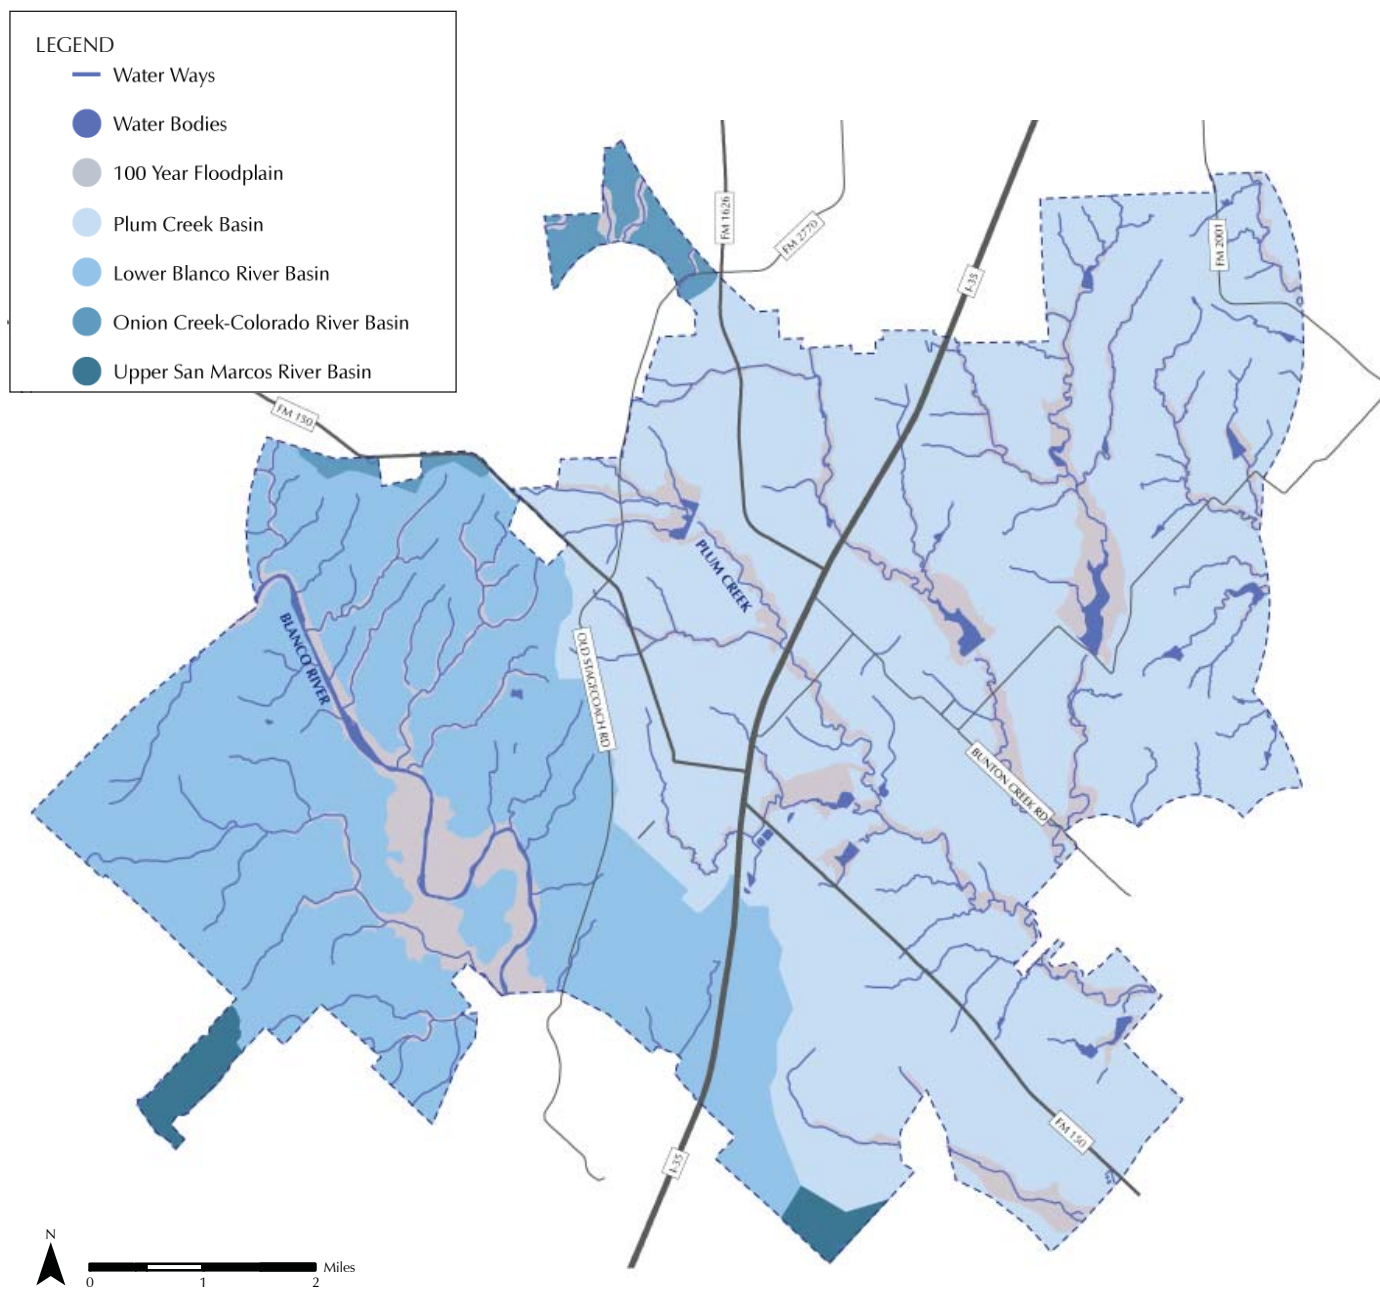 LEGEND
Water Ways
Water Bodies
100 Year Floodplain
Plum Creek Basin
Lower Blanco River Basin
Onion Creek-Colorado River Basin
Upper San Marcos River Basin
FM 1626
FM 2770
I-35
FM 2001
FM 150
PLUM CREEK
BLANCO RIVER
OLD STAGECOACH RD
BUNTON CREEK RD
FM 150
I-35
N
0 1 2 Miles